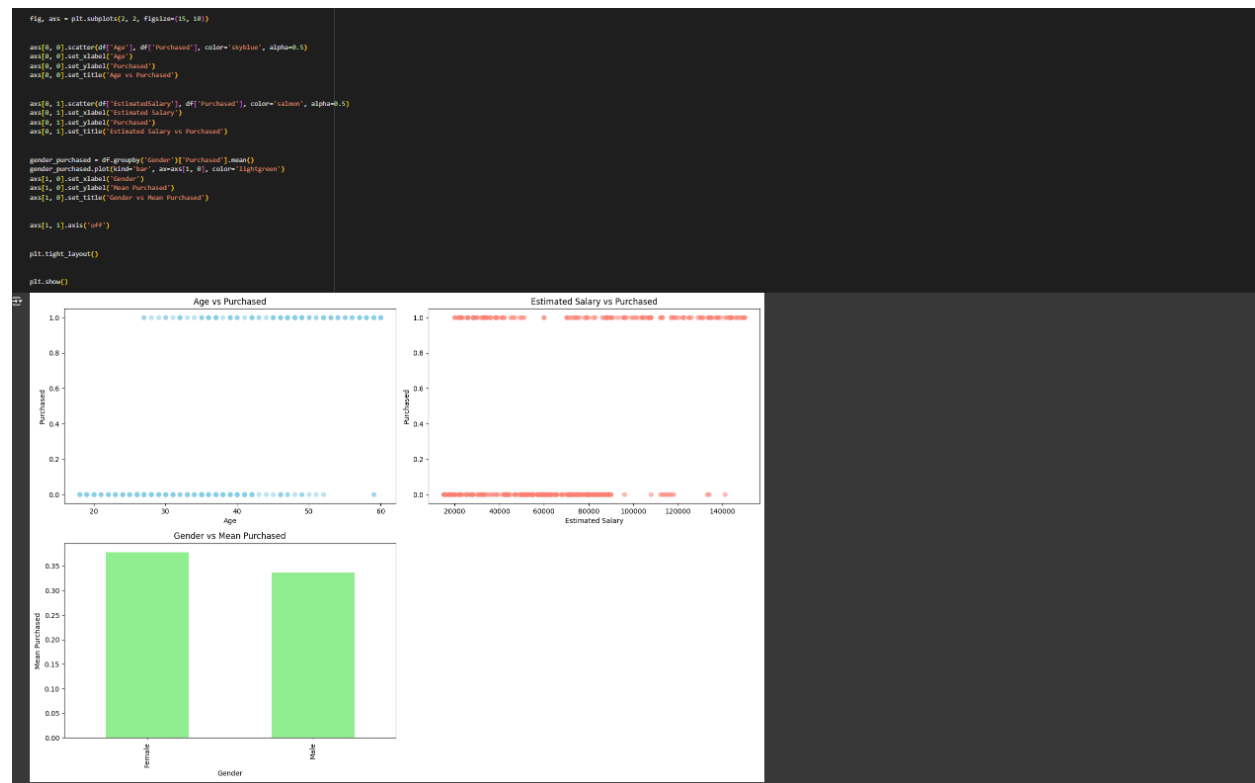 fig, axs = plt.subplots(2, 2, figsize=(15, 10))
axs[0, 0].scatter(df['Age'], df['Purchased'], color='skyblue', alpha=0.5)
axs[0, 0].set_xlabel('Age')
axs[0, 0].set_ylabel('Purchased')
axs[0, 0].set_title('Age vs Purchased')
axs[0, 1].scatter(df['EstimatedSalary'], df['Purchased'], color='salmon', alpha=0.5)
axs[0, 1].set_xlabel('Estimated Salary')
axs[0, 1].set_ylabel('Purchased')
axs[0, 1].set_title('Estimated Salary vs Purchased')
gender_purchased = df.groupby('Gender')['Purchased'].mean()
gender_purchased.plot(kind='bar', ax=axs[1, 0], color='lightgreen')
axs[1, 0].set_xlabel('Gender')
axs[1, 0].set_ylabel('Mean Purchased')
axs[1, 0].set_title('Gender vs Mean Purchased')
axs[1, 1].axis('off')
plt.tight_layout()
plt.show()
Age vs Purchased
1.0
0.8
0.6
0.4
0.2
0.0
Purchased
20 30 40 50 60
Age
Estimated Salary vs Purchased
1.0
0.8
0.6
0.4
0.2
0.0
Purchased
20000 40000 60000 80000 100000 120000 140000
Estimated Salary
Gender vs Mean Purchased
0.35
0.30
0.25
0.20
0.15
0.10
0.05
0.00
Mean Purchased
Female Male
Gender